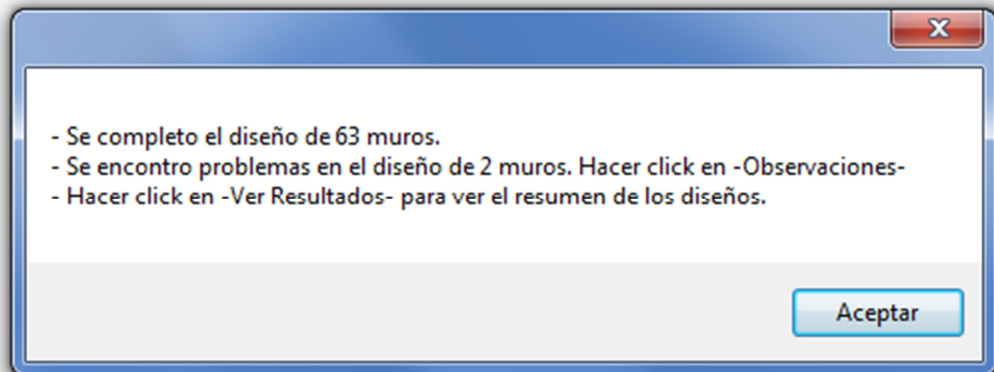 - Se completo el diseño de 63 muros.
- Se encontro problemas en el diseño de 2 muros. Hacer click en -Observaciones-
- Hacer click en -Ver Resultados- para ver el resumen de los diseños.
Aceptar